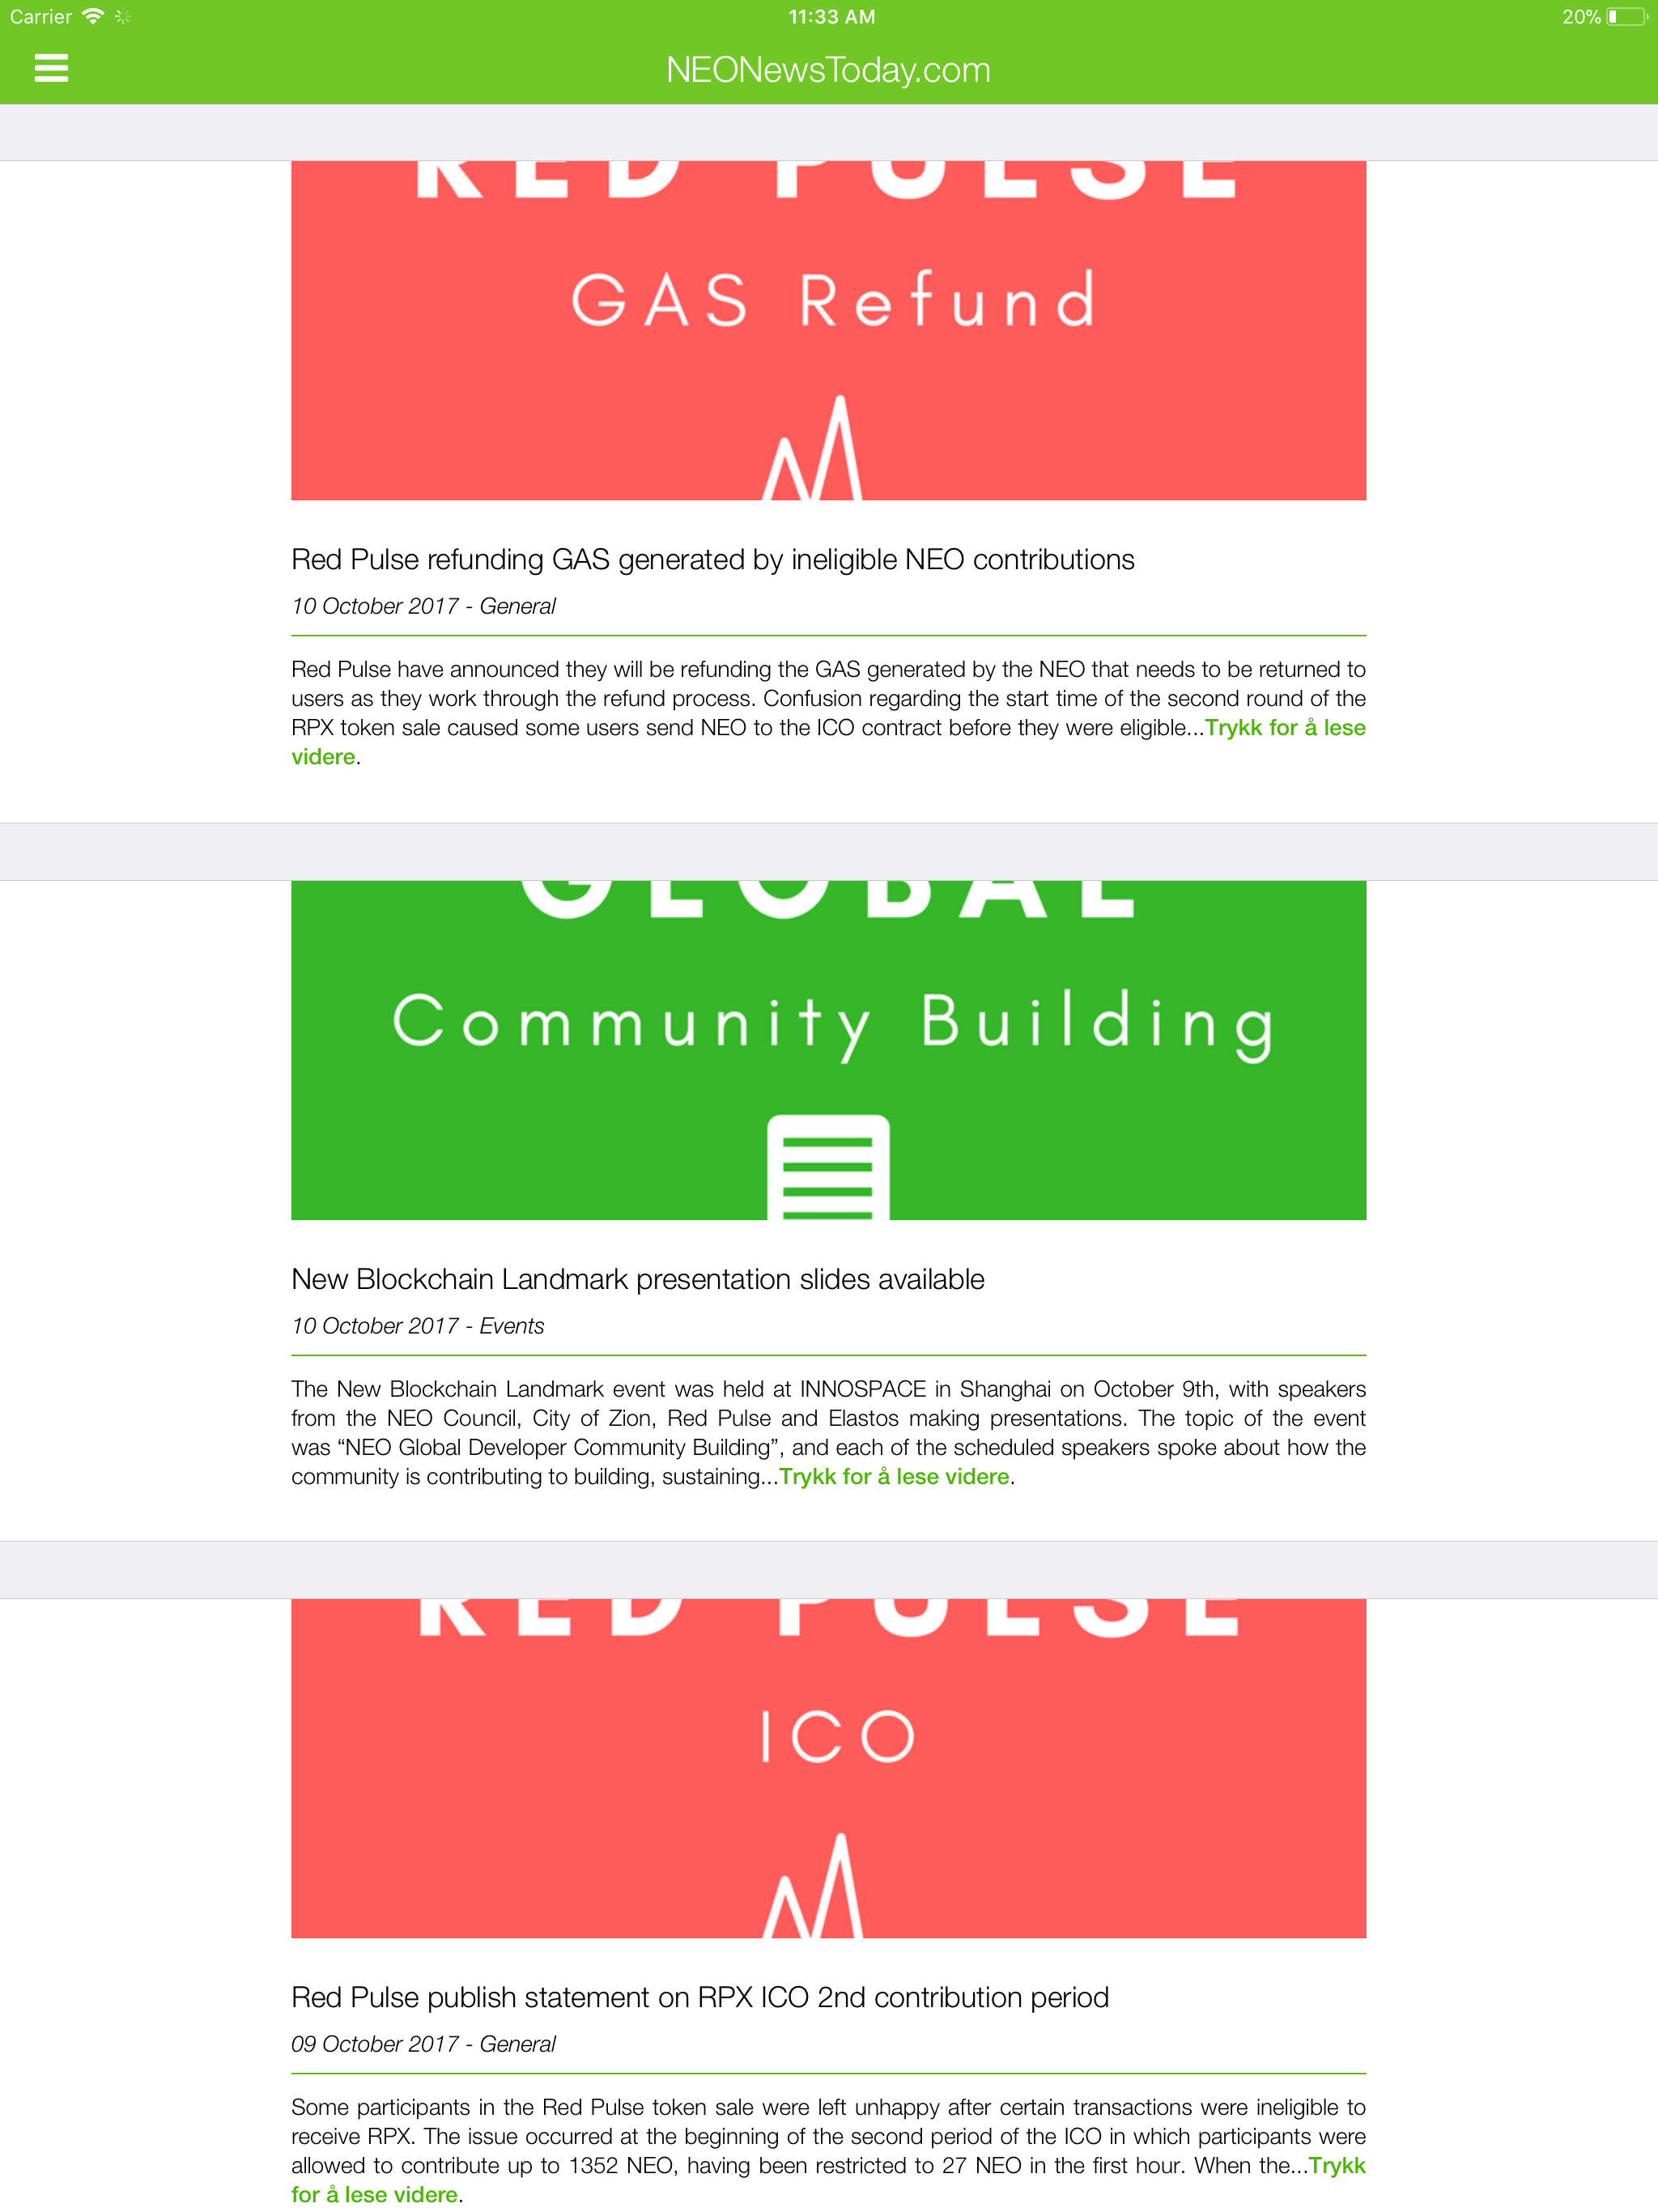 Carrier
11:33 AM
20%
NEONewsToday.com
RED PULSE
GAS Refund
Red Pulse refunding GAS generated by ineligible NEO contributions
10 October 2017 - General
Red Pulse have announced they will be refunding the GAS generated by the NEO that needs to be returned to
users as they work through the refund process. Confusion regarding the start time of the second round of the
RPX token sale caused some users send NEO to the ICO contract before they were eligible...Trykk for å lese
videre.
GLOBAL
Community Building
New Blockchain Landmark presentation slides available
10 October 2017 - Events
The New Blockchain Landmark event was held at INNOSPACE in Shanghai on October 9th, with speakers
from the NEO Council, City of Zion, Red Pulse and Elastos making presentations. The topic of the event
was “NEO Global Developer Community Building”, and each of the scheduled speakers spoke about how the
community is contributing to building, sustaining...Trykk for å lese videre.
RED PULSE
ICO
Red Pulse publish statement on RPX ICO 2nd contribution period
09 October 2017 - General
Some participants in the Red Pulse token sale were left unhappy after certain transactions were ineligible to
receive RPX. The issue occurred at the beginning of the second period of the ICO in which participants were
allowed to contribute up to 1352 NEO, having been restricted to 27 NEO in the first hour. When the...Trykk
for å lese videre.